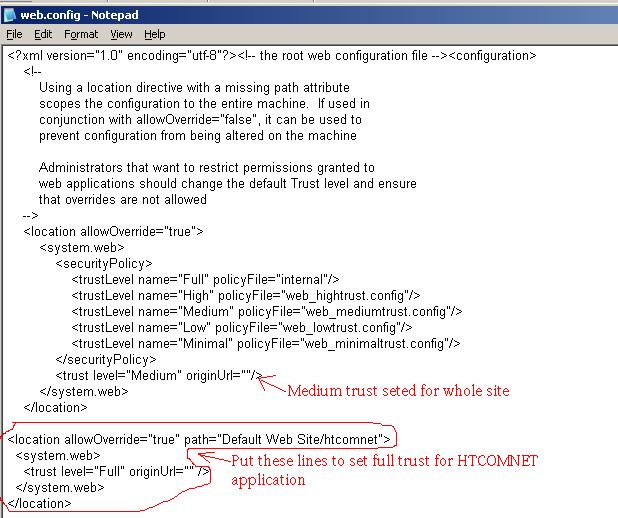 web.config - Notepad
File Edit Format View Help
<?xml version="1.0" encoding="utf-8"?><!-- the root web configuration file --><configuration>
<!--
Using a location directive with a missing path attribute
scopes the configuration to the entire machine.  If used in
conjunction with allowOverride="false", it can be used to
prevent configuration from being altered on the machine
Administrators that want to restrict permissions granted to
web applications should change the default Trust level and ensure
that overrides are not allowed
-->
<location allowOverride="true">
<system.web>
<securityPolicy>
<trustLevel name="Full" policyFile="internal"/>
<trustLevel name="High" policyFile="web_hightrust.config"/>
<trustLevel name="Medium" policyFile="web_mediumtrust.config"/>
<trustLevel name="Low" policyFile="web_lowtrust.config"/>
<trustLevel name="Minimal" policyFile="web_minimaltrust.config"/>
</securityPolicy>
<trust level="Medium" originUrl=""/>
Medium trust seted for whole site
</system.web>
</location>
<location allowOverride="true" path="Default Web Site/htcomnet">
<system.web>
Put these lines to set full trust for HTCOMNET
<trust level="Full" originUrl="" />
application
</system.web>
</location>